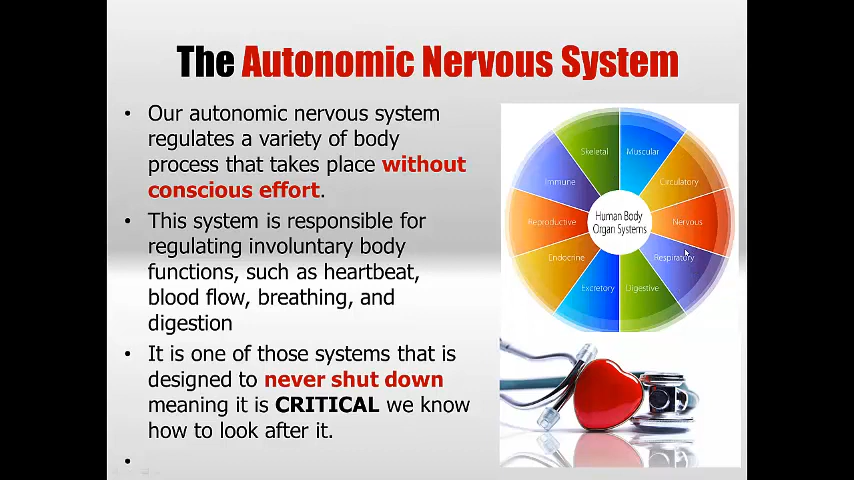 The Autonomic Nervous System
• Our autonomic nervous system
regulates a variety of body
process that takes place without
conscious effort.
• This system is responsible for
regulating involuntary body
functions, such as heartbeat,
blood flow, breathing, and
digestion
• It is one of those systems that is
designed to never shut down
meaning it is CRITICAL we know
how to look after it.
•
Skeletal
Muscular
Immune
Circulatory
Reproductive
Human Body
Organ Systems
Nervous
Endocrine
Respiratory
Excretory
Digestive